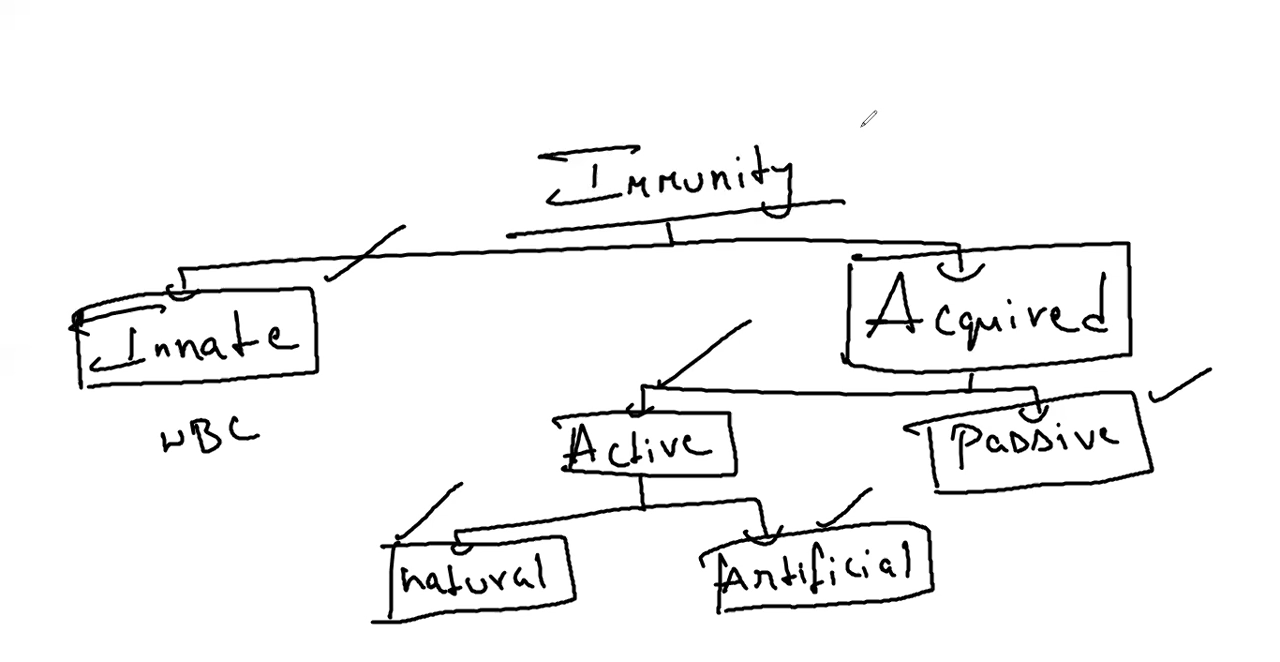 Immunity
Innate
Acquired
WBC
Active
Passive
natural
Artificial